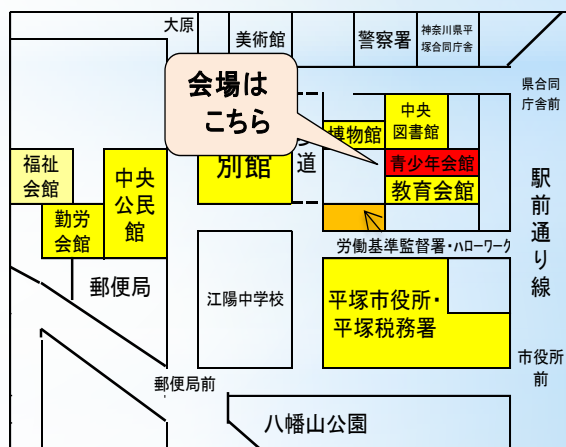 大原
美術館
警察署
神奈川県平
塚合同庁舎
会場は
こちら
県合同
庁舎前
博物館
中央
図書館
道
福祉
会館
中央
公民
館
別館
青少年会館
教育会館
駅前通り線
勤労
会館
労働基準監督署・ハローワーク
郵便局
江陽中学校
平塚市役所・
平塚税務署
市役所
前
郵便局前
八幡山公園